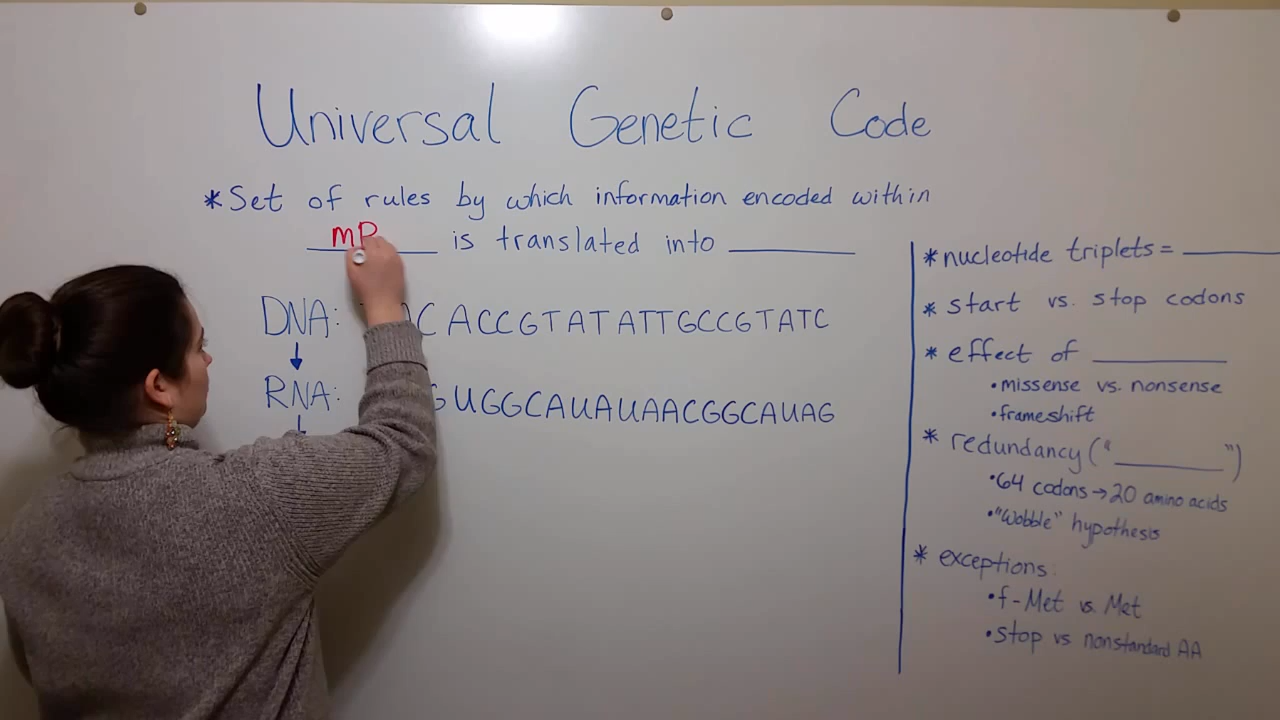 Universal Genetic Code
*Set of rules by which information encoded within
is translated into
DNA: C ACCGTATATTGCCGTATC
RNA: GUGGCAUAUAACGGCAUAG
*nucleotide triplets =
*start vs. stop codons
*effect of
•missense vs. nonsense
•frameshift
*redundancy (" ")
•64 codons→20 amino acids
•"Wobble" hypothesis
*exceptions:
•f-Met vs. Met
•stop vs nonstandard AA